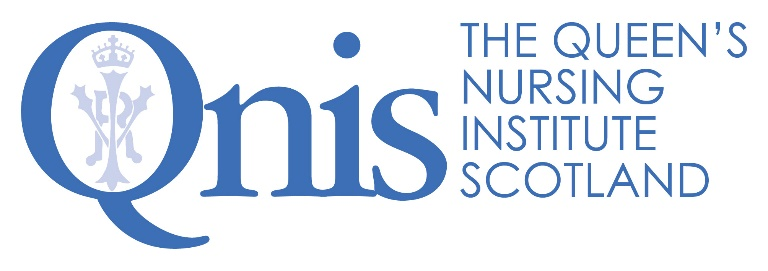 Qnis
THE QUEEN'S
NURSING
INSTITUTE
SCOTLAND